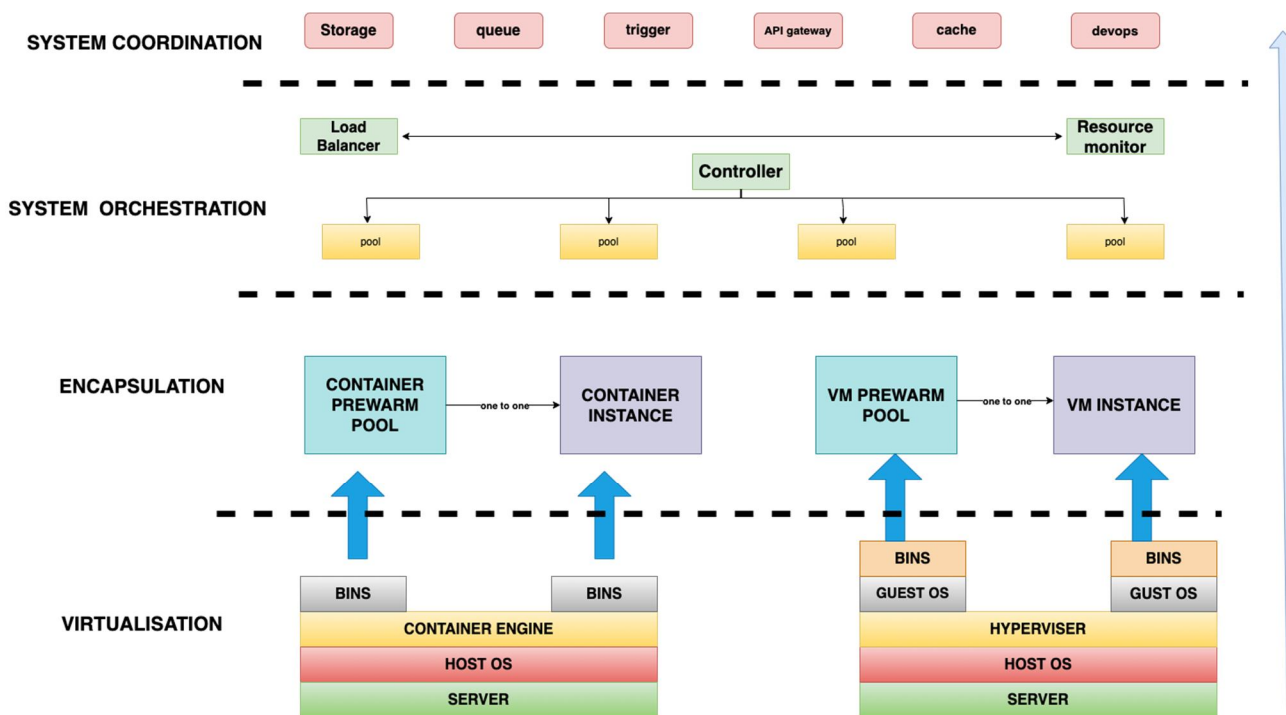 SYSTEM COORDINATION
Storage
queue
trigger
API gateway
cache
devops
Load
Balancer
Resource
monitor
Controller
SYSTEM ORCHESTRATION
pool
pool
pool
pool
ENCAPSULATION
CONTAINER
PREWARM
POOL
one to one
CONTAINER
INSTANCE
VM PREWARM
POOL
one to one
VM INSTANCE
VIRTUALISATION
BINS
BINS
CONTAINER ENGINE
HOST OS
SERVER
BINS
BINS
GUEST OS
GUST OS
HYPERVISER
HOST OS
SERVER